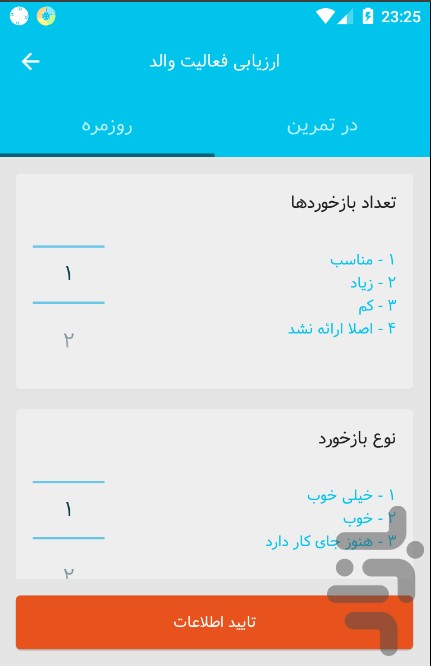 23:25
ارزیابی فعالیت والد
در تمرین
روزمره
تعداد بازخوردها
۱ - مناسب
۲ - زیاد
۳ - کم
۴ - اصلا ارائه نشد
۱
۲
نوع بازخورد
۱ - خیلی خوب
۲ - خوب
۳ - هنوز جای کار دارد
۱
۲
تایید اطلاعات